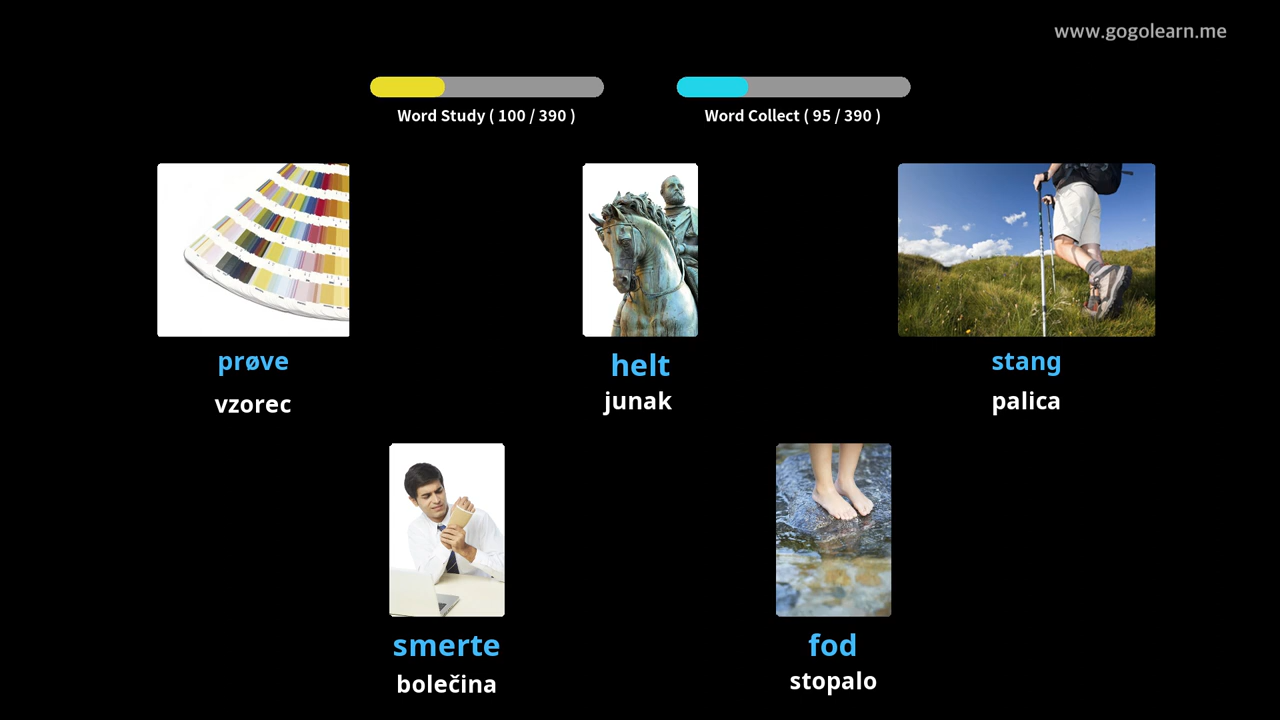 www.gogolearn.me
Word Study ( 100 / 390 )
Word Collect ( 95 / 390 )
prøve
vzorec
helt
junak
stang
palica
smerte
bolečina
fod
stopalo